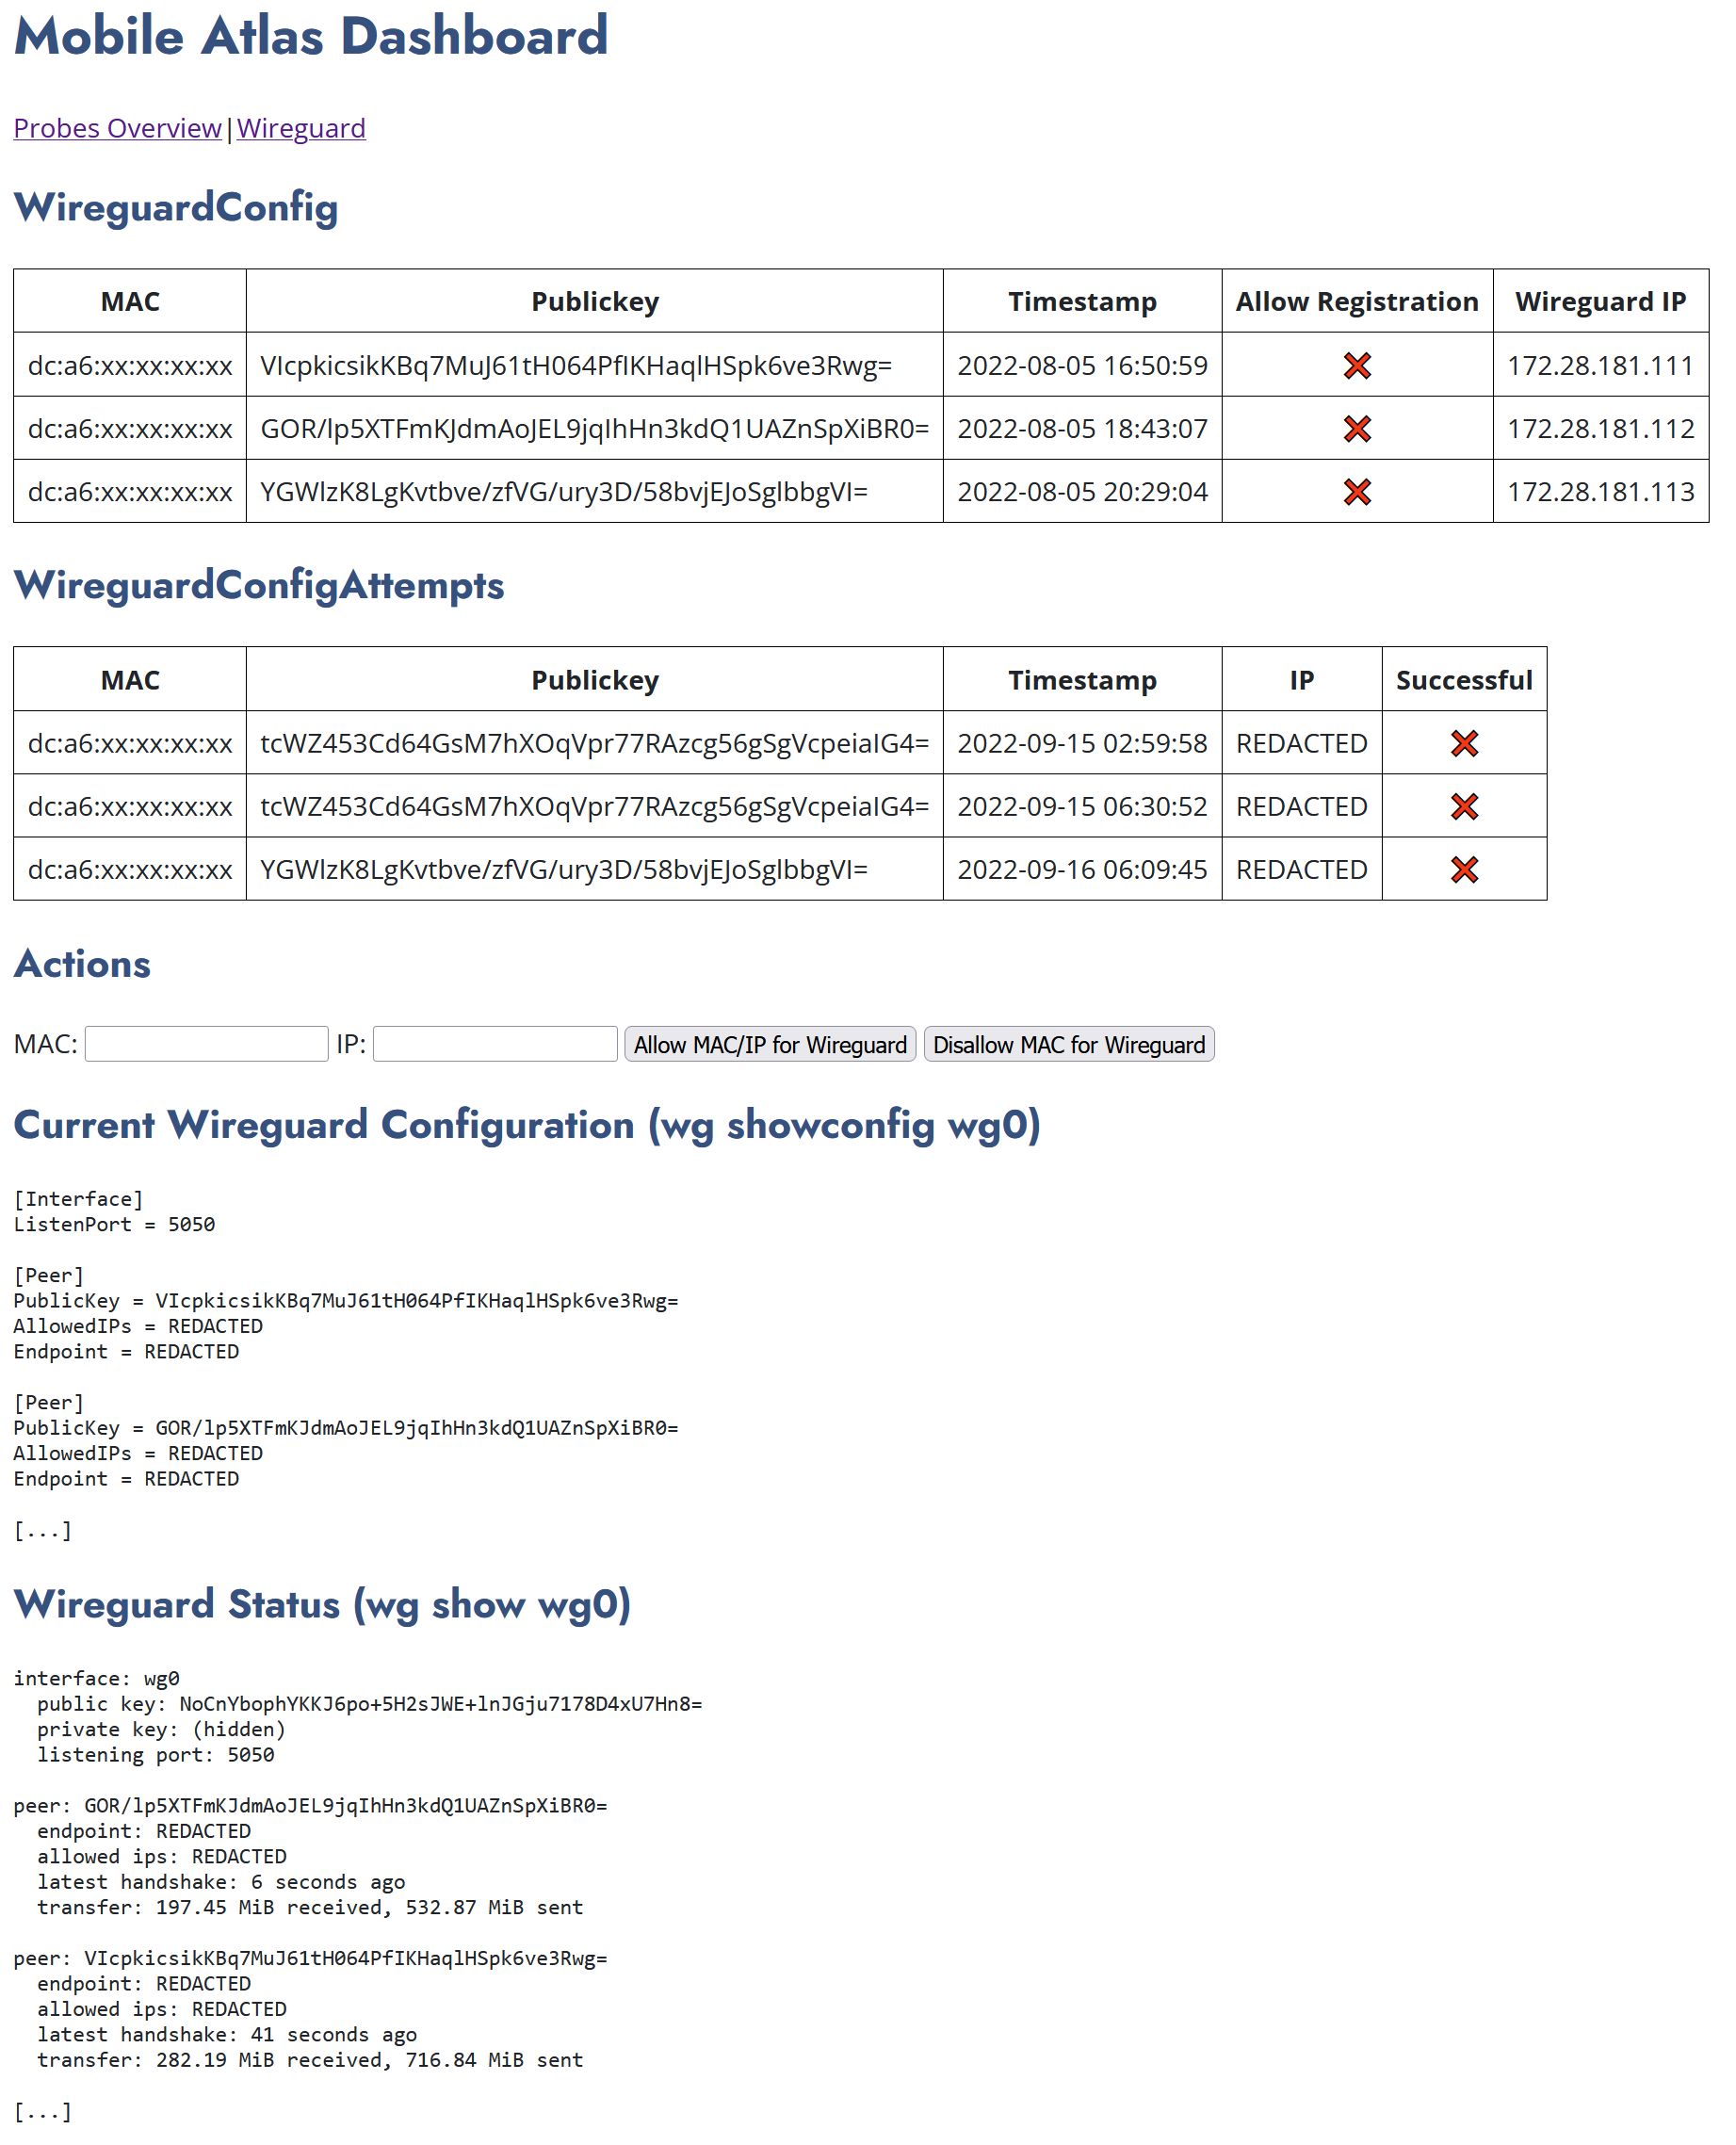 Mobile Atlas Dashboard
Probes Overview|Wireguard
WireguardConfig
MAC Publickey Timestamp Allow Registration Wireguard IP
dc:a6:xx:xx:xx:xx VIcpkicsikKBq7MuJ61tH064PfIKHaqlHSpk6ve3Rwg= 2022-08-05 16:50:59 ❌ 172.28.181.111
dc:a6:xx:xx:xx:xx GOR/lp5XTFmKJdmAoJEL9jqIhHn3kdQ1UAZnSpXiBR0= 2022-08-05 18:43:07 ❌ 172.28.181.112
dc:a6:xx:xx:xx:xx YGWlzK8LgKvtbve/zfVG/ury3D/58bvjEJoSglbbgVI= 2022-08-05 20:29:04 ❌ 172.28.181.113
WireguardConfigAttempts
MAC Publickey Timestamp IP Successful
dc:a6:xx:xx:xx:xx tcWZ453Cd64GsM7hXOqVpr77RAzcg56gSgVcpeiaIG4= 2022-09-15 02:59:58 REDACTED ❌
dc:a6:xx:xx:xx:xx tcWZ453Cd64GsM7hXOqVpr77RAzcg56gSgVcpeiaIG4= 2022-09-15 06:30:52 REDACTED ❌
dc:a6:xx:xx:xx:xx YGWlzK8LgKvtbve/zfVG/ury3D/58bvjEJoSglbbgVI= 2022-09-16 06:09:45 REDACTED ❌
Actions
MAC: IP: Allow MAC/IP for Wireguard Disallow MAC for Wireguard
Current Wireguard Configuration (wg showconfig wg0)
[Interface]
ListenPort = 5050
[Peer]
PublicKey = VIcpkicsikKBq7MuJ61tH064PfIKHaqlHSpk6ve3Rwg=
AllowedIPs = REDACTED
Endpoint = REDACTED
[Peer]
PublicKey = GOR/lp5XTFmKJdmAoJEL9jqIhHn3kdQ1UAZnSpXiBR0=
AllowedIPs = REDACTED
Endpoint = REDACTED
[...]
Wireguard Status (wg show wg0)
interface: wg0
public key: NoCnYbophYKKJ6po+5H2sJWE+lnJGju7178D4xU7Hn8=
private key: (hidden)
listening port: 5050
peer: GOR/lp5XTFmKJdmAoJEL9jqIhHn3kdQ1UAZnSpXiBR0=
endpoint: REDACTED
allowed ips: REDACTED
latest handshake: 6 seconds ago
transfer: 197.45 MiB received, 532.87 MiB sent
peer: VIcpkicsikKBq7MuJ61tH064PfIKHaqlHSpk6ve3Rwg=
endpoint: REDACTED
allowed ips: REDACTED
latest handshake: 41 seconds ago
transfer: 282.19 MiB received, 716.84 MiB sent
[...]